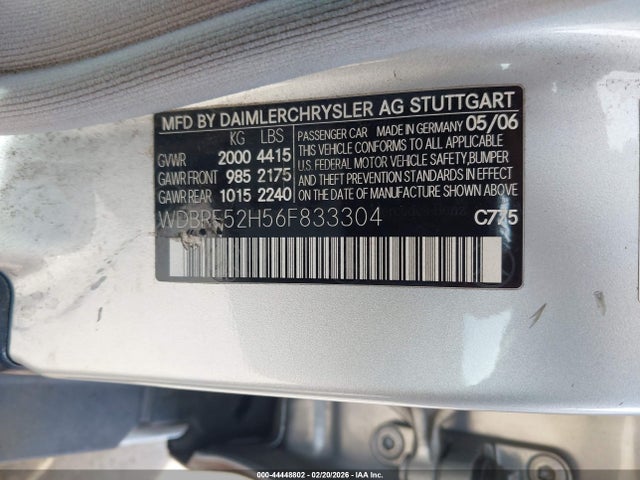 MFD BY DAIMLERCHRYSLER AG STUTTGART
KG LBS
GVWR 2000 4415
GAWR FRONT 985 2175
GAWR REAR 1015 2240
PASSENGER CAR MADE IN GERMANY 05/06
THIS VEHICLE CONFORMS TO ALL APPLICABLE
U.S. FEDERAL MOTOR VEHICLE SAFETY, BUMPER
AND THEFT PREVENTION STANDARDS IN EFFECT
ON THE DATE OF MANUFACTURE SHOWN ABOVE
WDBRF52H56F833304 C775
000-44448802 - 02/20/2026 - IAA Inc.